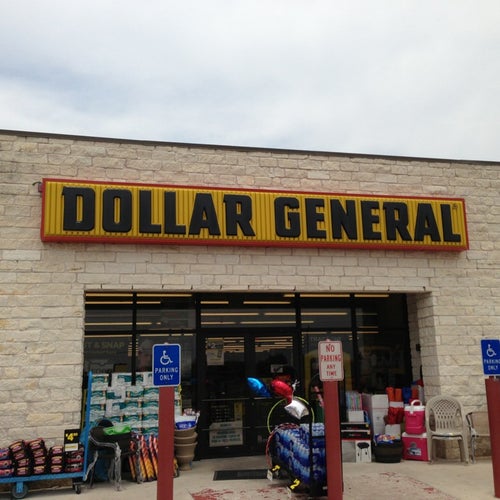 DOLLAR GENERAL
PARKING
ONLY
NO
PARKING
ANY
TIME
PARKING
ONLY